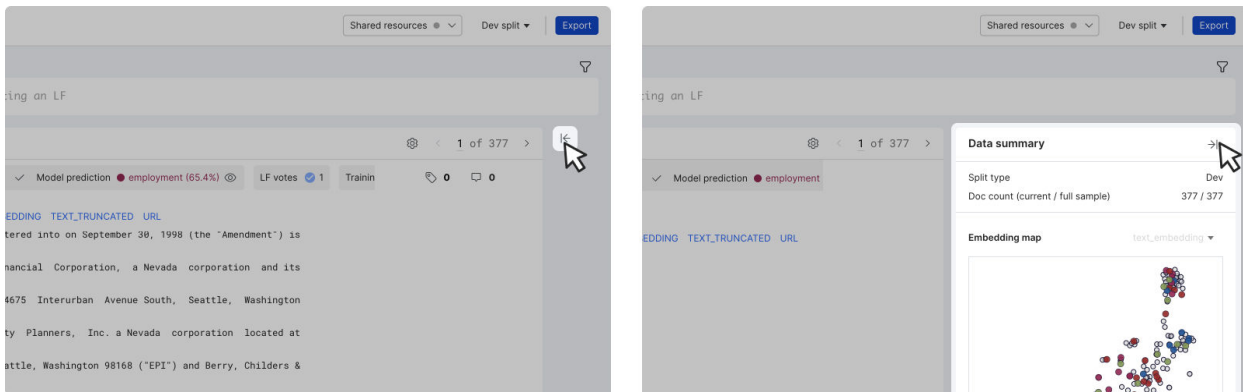 Shared resources
Dev split
Export
ting an LF
1 of 377
Model prediction employment (65.4%)
LF votes 1
Trainin
0
0
EDDING TEXT_TRUNCATED URL
tered into on September 30, 1998 (the "Amendment") is
nancial Corporation, a Nevada corporation and its
4675 Interurban Avenue South, Seattle, Washington
ty Planners, Inc. a Nevada corporation located at
attle, Washington 98168 ("EPI") and Berry, Childers &
Shared resources
Dev split
Export
ting an LF
1 of 377
Model prediction employment
EDDING TEXT_TRUNCATED URL
Data summary
Split type Dev
Doc count (current / full sample) 377 / 377
Embedding map text_embedding